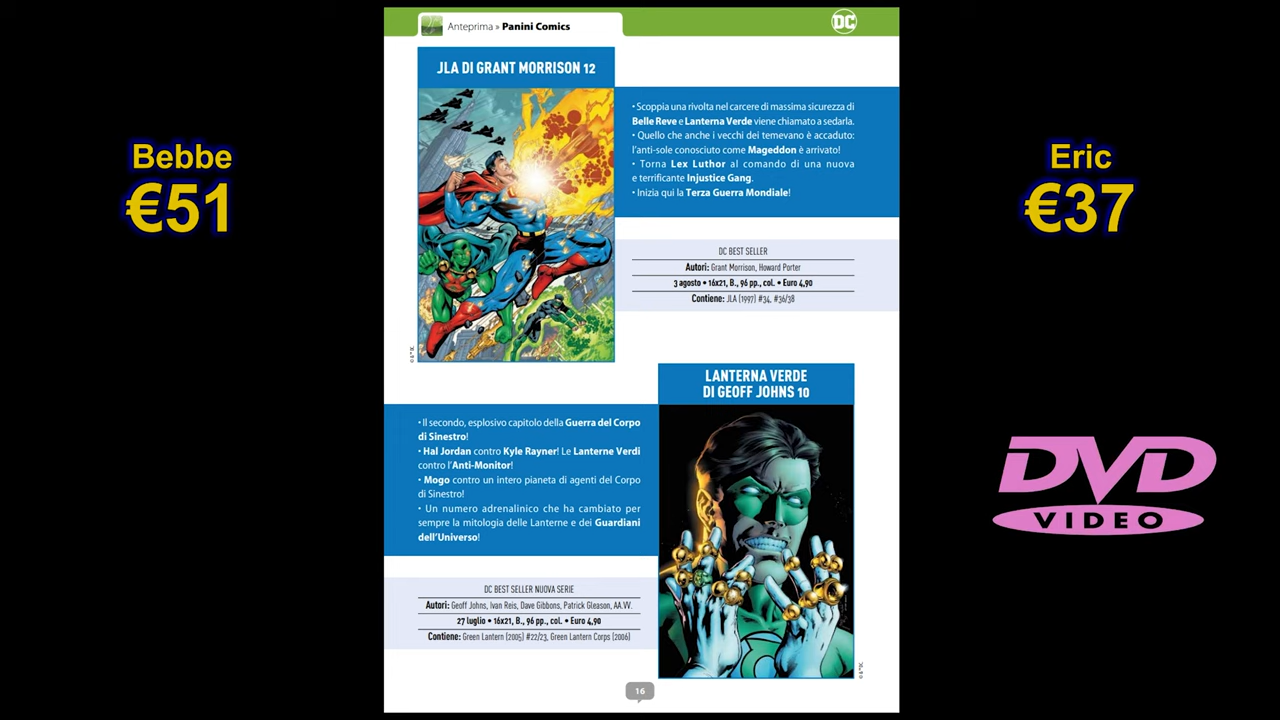 Anteprima » Panini Comics
DC
JLA DI GRANT MORRISON 12
• Scoppia una rivolta nel carcere di massima sicurezza di
Belle Reve e Lanterna Verde viene chiamato a sedarla.
• Quello che anche i vecchi dei temevano è accaduto:
l'anti-sole conosciuto come Mageddon è arrivato!
• Torna Lex Luthor al comando di una nuova
e terrificante Injustice Gang.
• Inizia qui la Terza Guerra Mondiale!
Bebbe
€51
Eric
€37
DC BEST SELLER
Autori: Grant Morrison, Howard Porter
3 agosto • 16x21, B., 96 pp., col. • Euro 4,90
Contiene: JLA (1997) #34, #36/38
© & ™ DC.
LANTERNA VERDE
DI GEOFF JOHNS 10
• Il secondo, esplosivo capitolo della Guerra del Corpo
di Sinestro!
• Hal Jordan contro Kyle Rayner! Le Lanterne Verdi
contro l'Anti-Monitor!
• Mogo contro un intero pianeta di agenti del Corpo
di Sinestro!
• Un numero adrenalinico che ha cambiato per
sempre la mitologia delle Lanterne e dei Guardiani
dell'Universo!
DVD
VIDEO
DC BEST SELLER NUOVA SERIE
Autori: Geoff Johns, Ivan Reis, Dave Gibbons, Patrick Gleason, AA.VV.
27 luglio • 16x21, B., 96 pp., col. • Euro 4,90
Contiene: Green Lantern (2005) #22/23, Green Lantern Corps (2006)
© & ™ DC.
16